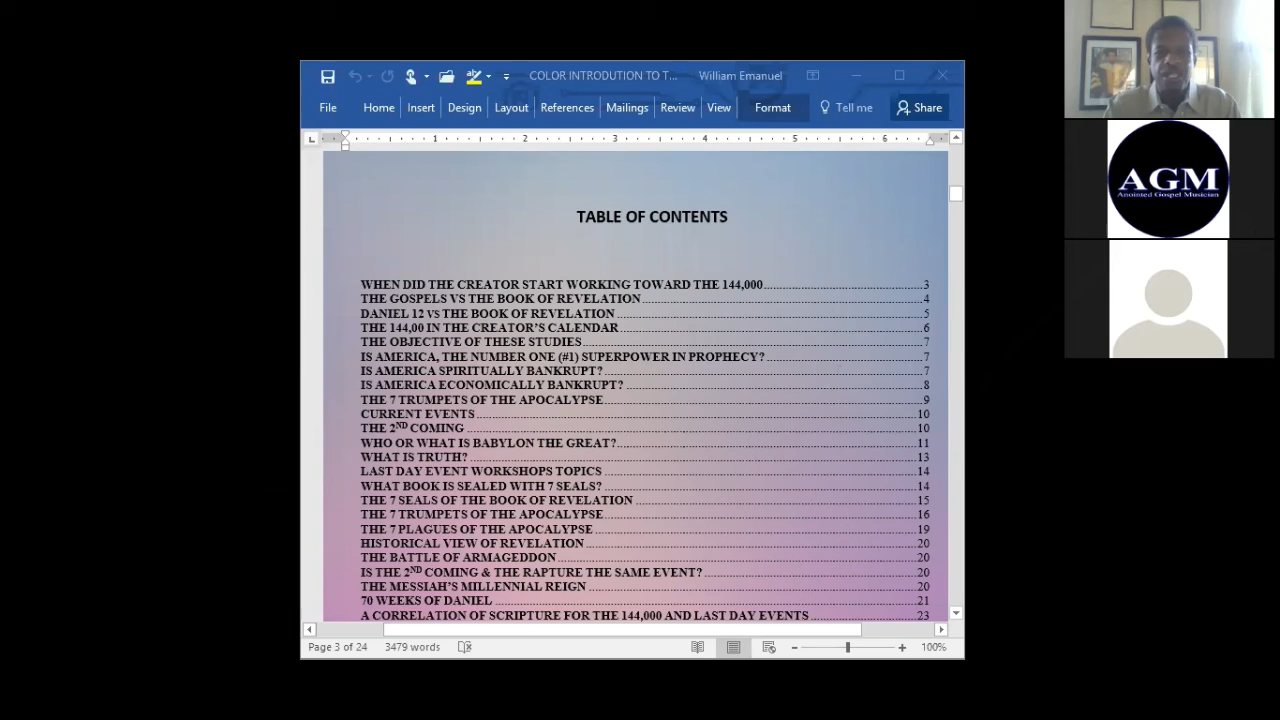 COLOR INTRODUTION TO T... William Emanuel
File Home Insert Design Layout References Mailings Review View Format Tell me Share
1 2 3 4 5 6 7
TABLE OF CONTENTS
WHEN DID THE CREATOR START WORKING TOWARD THE 144,000 3
THE GOSPELS VS THE BOOK OF REVELATION 4
DANIEL 12 VS THE BOOK OF REVELATION 5
THE 144,00 IN THE CREATOR'S CALENDAR 6
THE OBJECTIVE OF THESE STUDIES 7
IS AMERICA, THE NUMBER ONE (#1) SUPERPOWER IN PROPHECY? 7
IS AMERICA SPIRITUALLY BANKRUPT? 7
IS AMERICA ECONOMICALLY BANKRUPT? 8
THE 7 TRUMPETS OF THE APOCALYPSE 9
CURRENT EVENTS 10
THE 2ND COMING 10
WHO OR WHAT IS BABYLON THE GREAT? 11
WHAT IS TRUTH? 13
LAST DAY EVENT WORKSHOPS TOPICS 14
WHAT BOOK IS SEALED WITH 7 SEALS? 14
THE 7 SEALS OF THE BOOK OF REVELATION 15
THE 7 TRUMPETS OF THE APOCALYPSE 16
THE 7 PLAGUES OF THE APOCALYPSE 19
HISTORICAL VIEW OF REVELATION 20
THE BATTLE OF ARMAGEDDON 20
IS THE 2ND COMING & THE RAPTURE THE SAME EVENT? 20
THE MESSIAH'S MILLENNIAL REIGN 20
70 WEEKS OF DANIEL 21
A CORRELATION OF SCRIPTURE FOR THE 144,000 AND LAST DAY EVENTS 23
Page 3 of 24 3479 words 100%
AGM
Anointed Gospel Musician